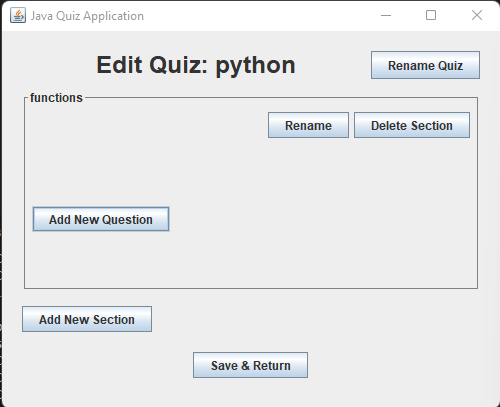 Java Quiz Application
Edit Quiz: python
Rename Quiz
functions
Rename
Delete Section
Add New Question
Add New Section
Save & Return